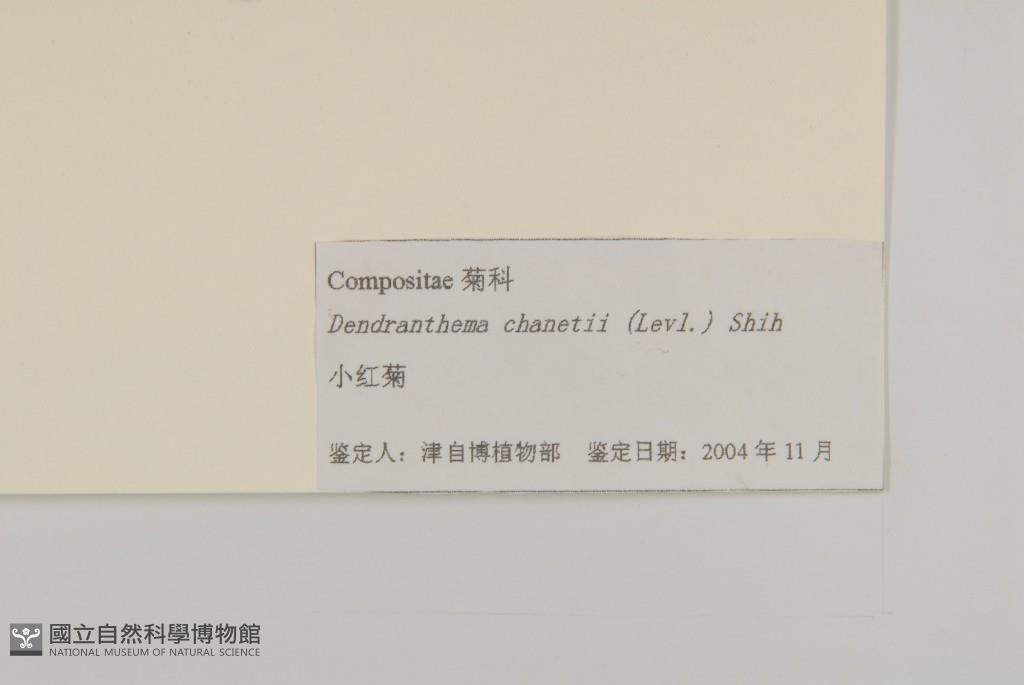 Compositae 菊科
Dendranthema chanetii (Levl.) Shih
小红菊
鉴定人：津自博植物部 鉴定日期：2004 年 11 月
國立自然科學博物館
NATIONAL MUSEUM OF NATURAL SCIENCE